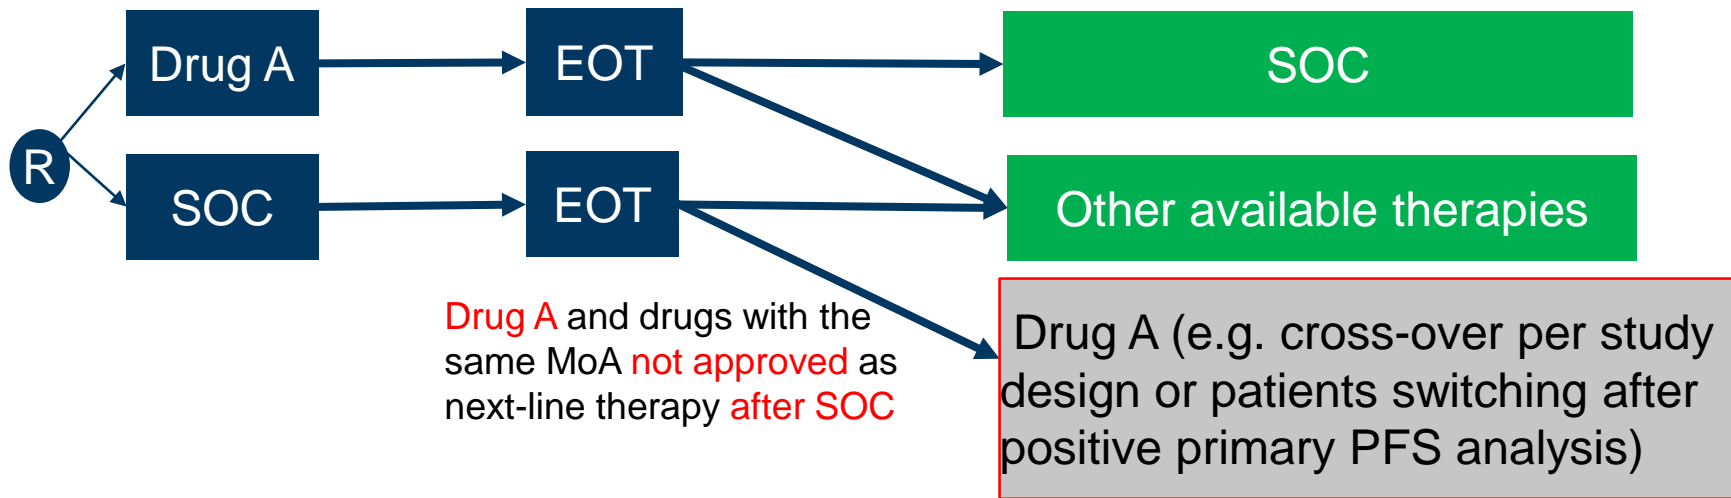 Drug A
EOT
SOC
R
SOC
EOT
Other available therapies
Drug A and drugs with the
same MoA not approved as
next-line therapy after SOC
Drug A (e.g. cross-over per study
design or patients switching after
positive primary PFS analysis)